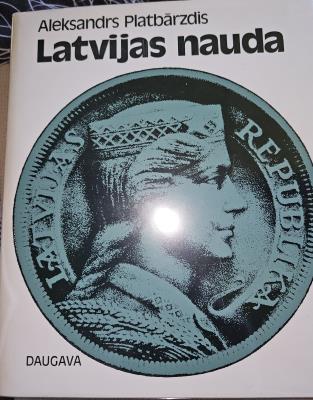 Aleksandrs Platbārzdis
Latvijas nauda
LATVIJAS REPUBLIKA
DAUGAVA